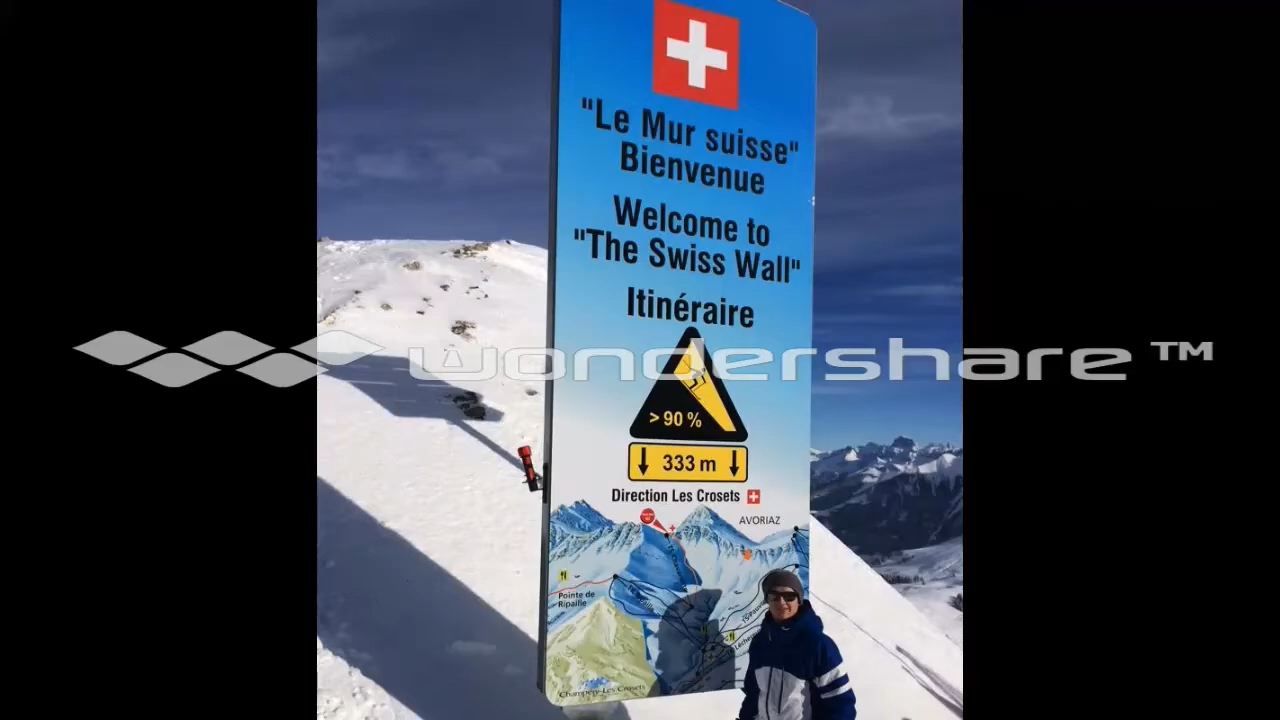 "Le Mur suisse"
Bienvenue
Welcome to
"The Swiss Wall"
Itinéraire
wondershare™
> 90 %
333 m
Direction Les Crosets
AVORIAZ
Pointe de
Ripaille
Champéry-Les Crosets